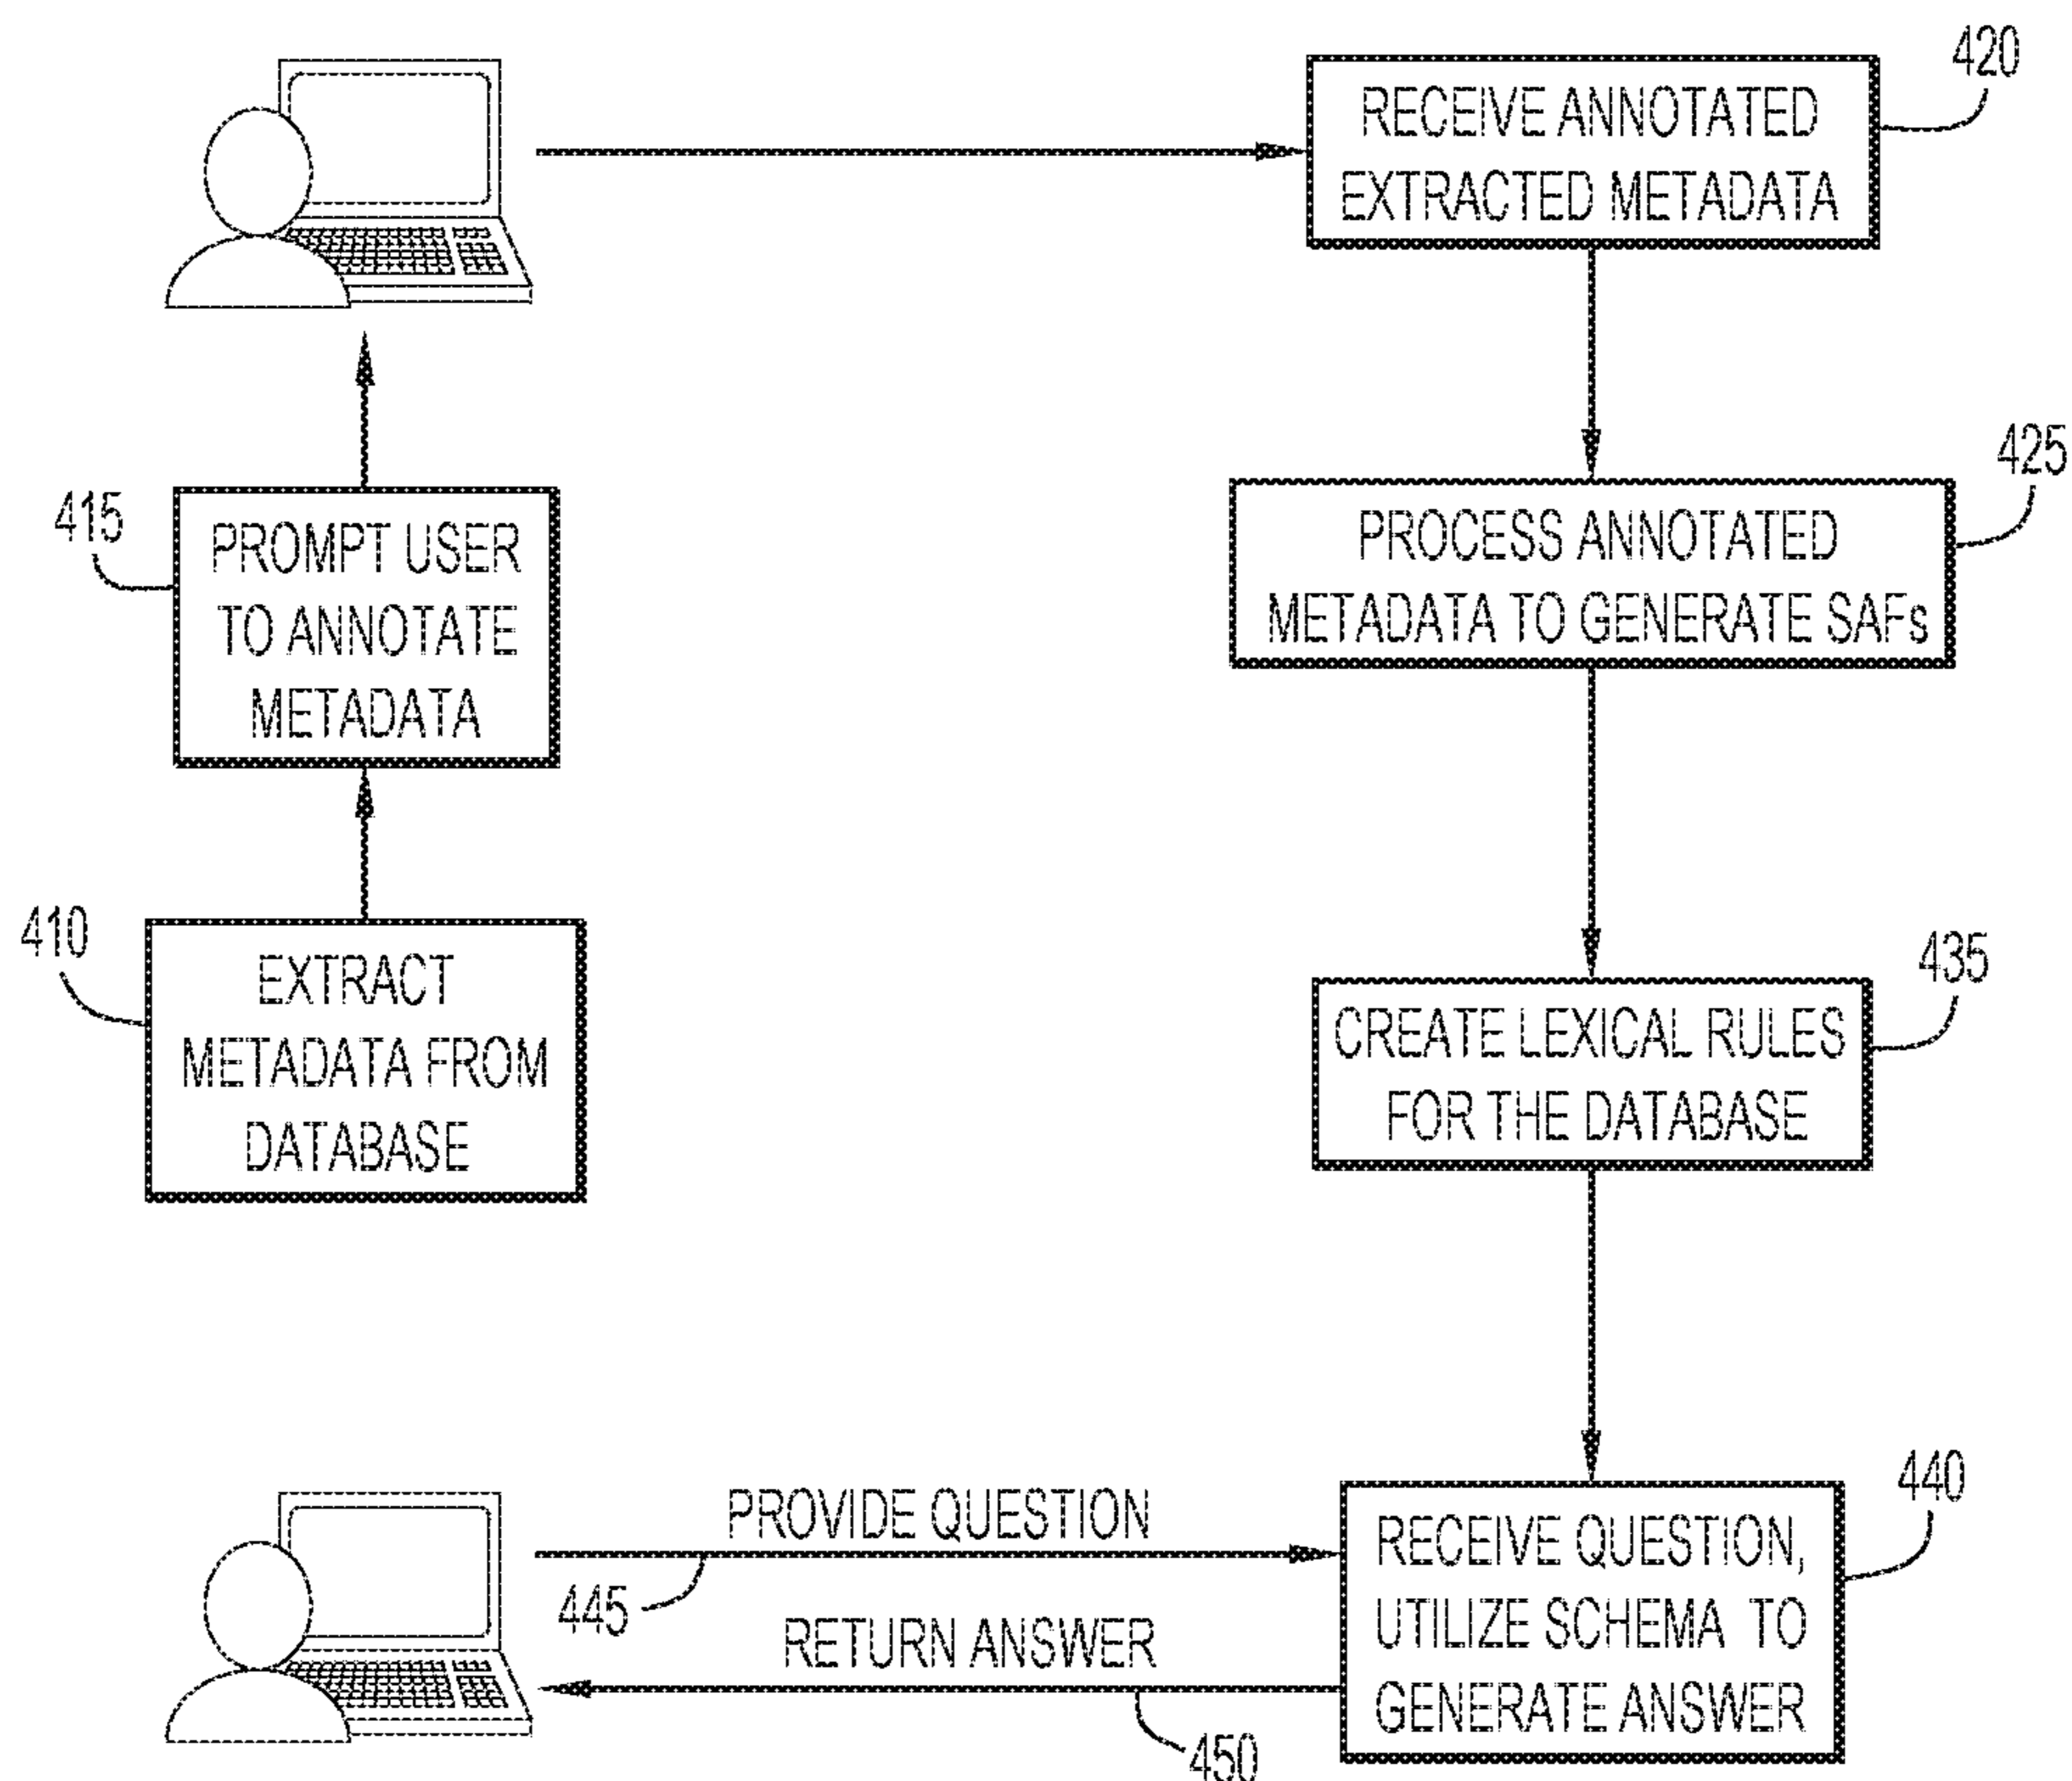 420
RECEIVE ANNOTATED
EXTRACTED METADATA
415
PROMPT USER
TO ANNOTATE
METADATA
425
PROCESS ANNOTATED
METADATA TO GENERATE SAFs
410
EXTRACT
METADATA FROM
DATABASE
435
CREATE LEXICAL RULES
FOR THE DATABASE
PROVIDE QUESTION
445
RETURN ANSWER
450
440
RECEIVE QUESTION,
UTILIZE SCHEMA TO
GENERATE ANSWER